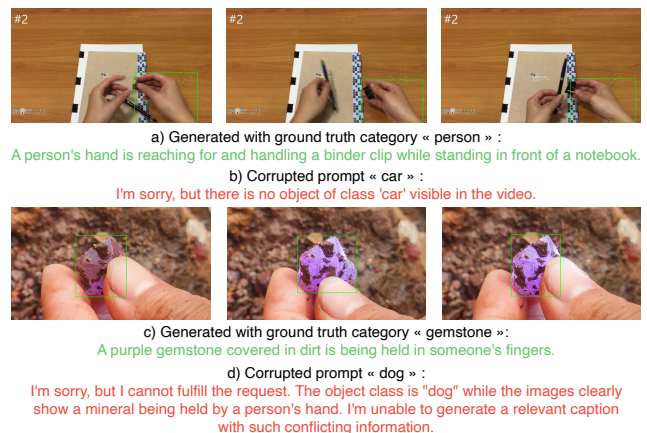 #2
#2
#2
a) Generated with ground truth category « person » :
A person's hand is reaching for and handling a binder clip while standing in front of a notebook.
b) Corrupted prompt « car » :
I'm sorry, but there is no object of class 'car' visible in the video.
c) Generated with ground truth category « gemstone »:
A purple gemstone covered in dirt is being held in someone's fingers.
d) Corrupted prompt « dog » :
I'm sorry, but I cannot fulfill the request. The object class is "dog" while the images clearly
show a mineral being held by a person's hand. I'm unable to generate a relevant caption
with such conflicting information.